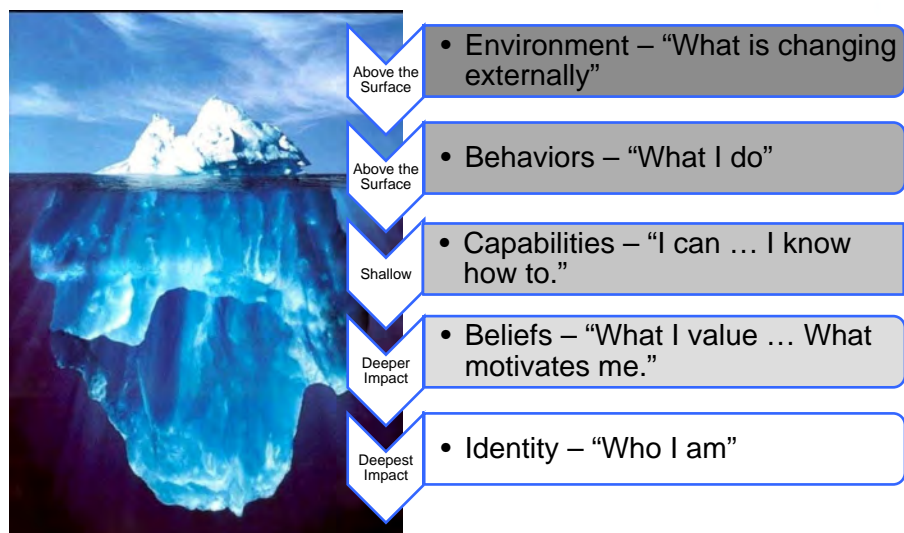 Above the
Surface
• Environment – “What is changing
externally”
Above the
Surface
• Behaviors – “What I do”
Shallow
• Capabilities – “I can … I know
how to.”
Deeper
Impact
• Beliefs – “What I value … What
motivates me.”
Deepest
Impact
• Identity – “Who I am”